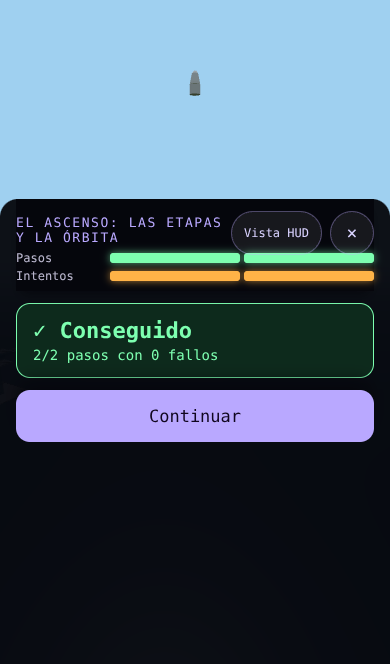 EL ASCENSO: LAS ETAPAS
Y LA ÓRBITA
Vista HUD
×
Pasos
Intentos
✓ Conseguido
2/2 pasos con 0 fallos
Continuar